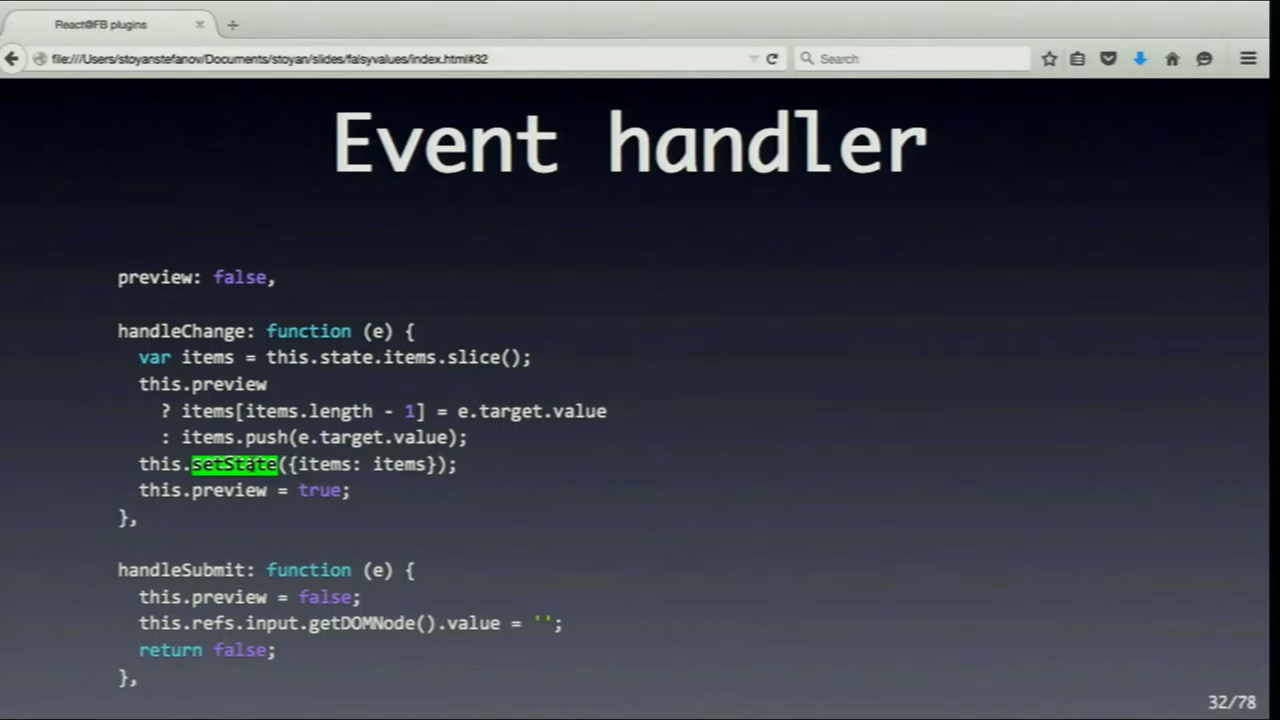 React@FB plugins
file:///Users/stoyanstefanov/Documents/stoyan/slides/falsyvalues/index.html#32
Search
Event handler
preview: false,
handleChange: function (e) {
var items = this.state.items.slice();
this.preview
? items[items.length - 1] = e.target.value
: items.push(e.target.value);
this.setState({items: items});
this.preview = true;
},
handleSubmit: function (e) {
this.preview = false;
this.refs.input.getDOMNode().value = '';
return false;
},
32/78